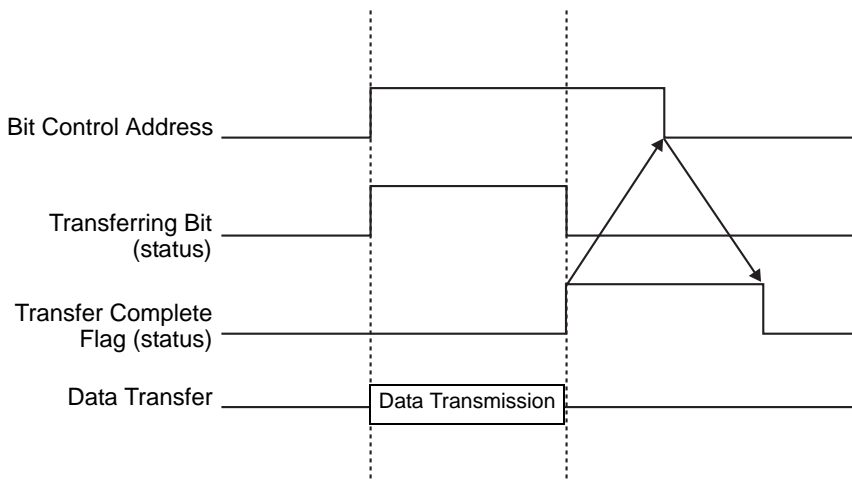 Bit Control Address
Transferring Bit
(status)
Transfer Complete
Flag (status)
Data Transfer
Data Transmission